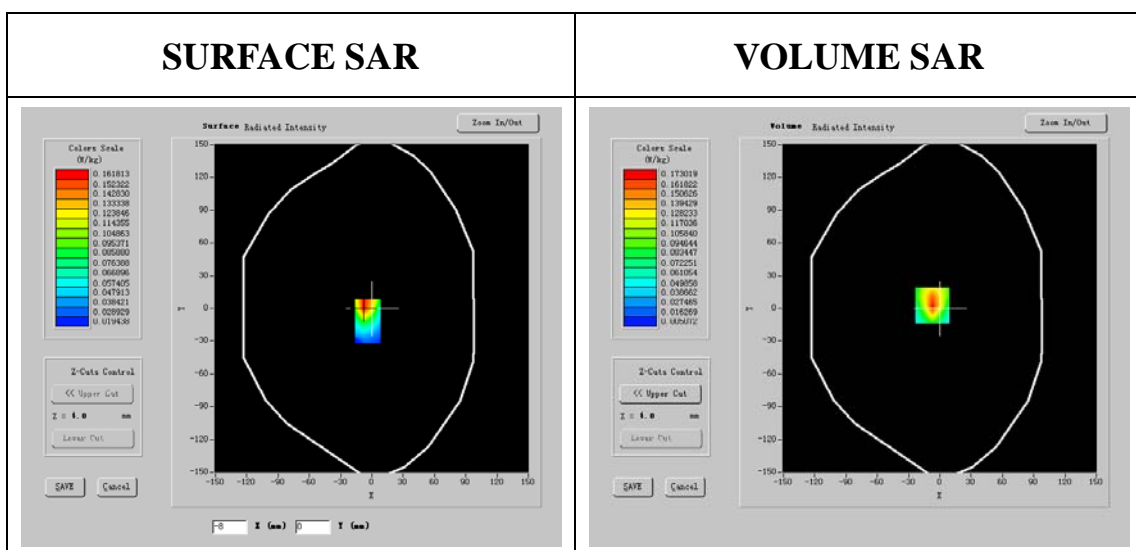 SURFACE SAR
VOLUME SAR
Surface Radiated Intensity
Zoom In/Out
Colors Scale
(W/kg)
0.161813
0.152322
0.142830
0.133338
0.123846
0.114355
0.104863
0.095371
0.085880
0.076388
0.066896
0.057405
0.047913
0.038421
0.028929
0.019438
150
90
60
30
Y
0
-30
-60
-90
-120
-150
-150 -120 -90 -60 -30 0 30 60 90 120 150
X
Z-Cuts Control
<< Upper Cut
Z = 4.0 mm
Lower Cut
SAVE
Cancel
-8 X (mm) 0 Y (mm)
Volume Radiated Intensity
Zoom In/Out
Colors Scale
(W/kg)
0.173019
0.161822
0.150626
0.139429
0.128233
0.117036
0.105840
0.094644
0.083447
0.072251
0.061054
0.049858
0.038662
0.027465
0.016269
0.005072
150
90
60
30
Y
0
-30
-60
-90
-120
-150
-150 -120 -90 -60 -30 0 30 60 90 120 150
X
Z-Cuts Control
<< Upper Cut
Z = 4.0 mm
Lower Cut
SAVE
Cancel